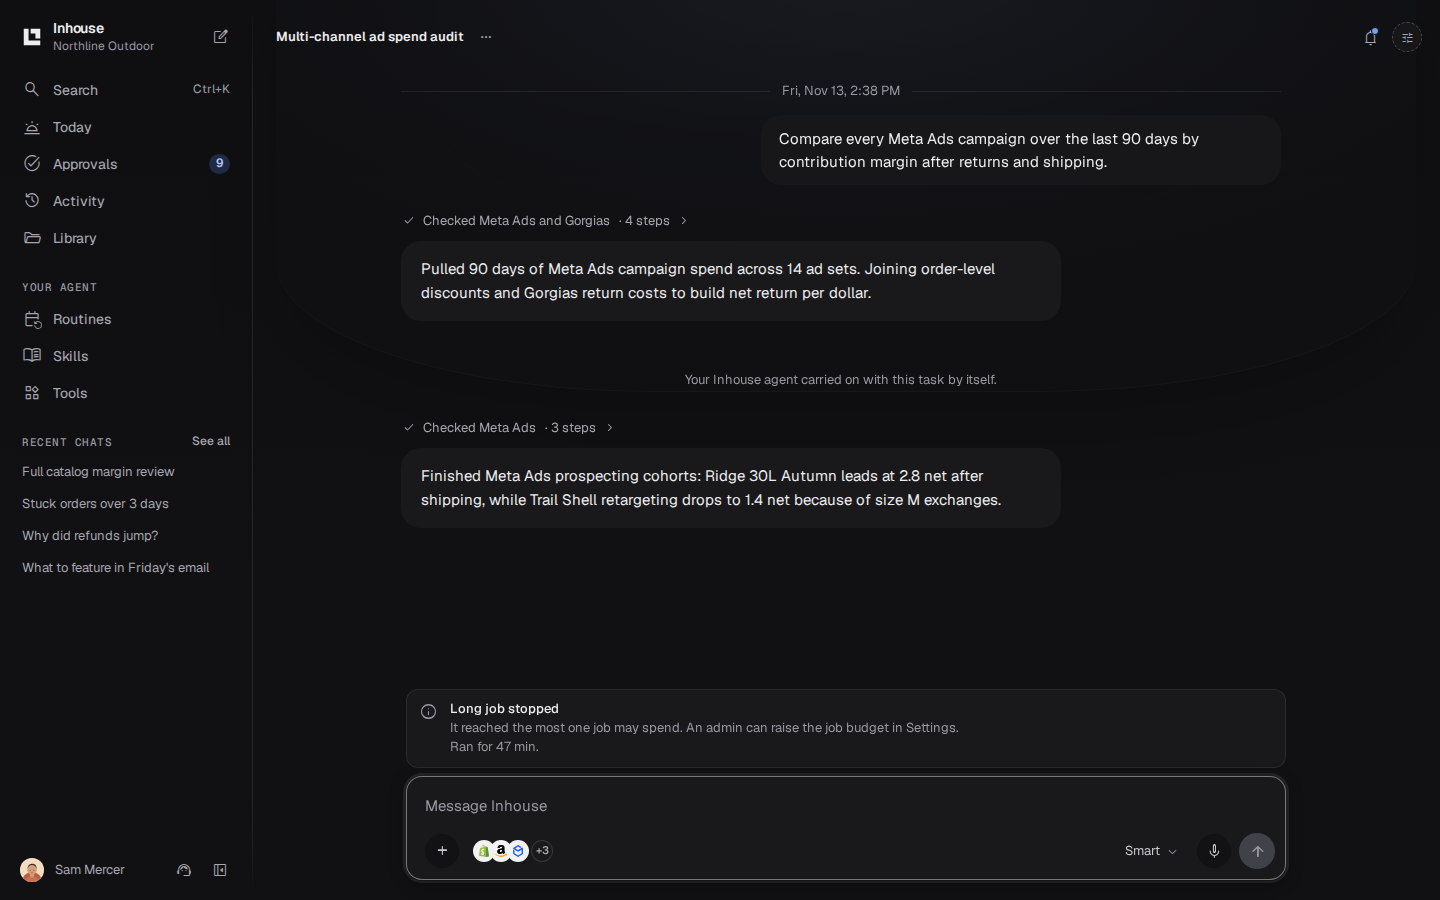 Inhouse
Northline Outdoor
Search Ctrl+K
Today
Approvals 9
Activity
Library
YOUR AGENT
Routines
Skills
Tools
RECENT CHATS See all
Full catalog margin review
Stuck orders over 3 days
Why did refunds jump?
What to feature in Friday's email
Sam Mercer
Multi-channel ad spend audit ...
Fri, Nov 13, 2:38 PM
Compare every Meta Ads campaign over the last 90 days by
contribution margin after returns and shipping.
Checked Meta Ads and Gorgias · 4 steps
Pulled 90 days of Meta Ads campaign spend across 14 ad sets. Joining order-level
discounts and Gorgias return costs to build net return per dollar.
Your Inhouse agent carried on with this task by itself.
Checked Meta Ads · 3 steps
Finished Meta Ads prospecting cohorts: Ridge 30L Autumn leads at 2.8 net after
shipping, while Trail Shell retargeting drops to 1.4 net because of size M exchanges.
Long job stopped
It reached the most one job may spend. An admin can raise the job budget in Settings.
Ran for 47 min.
Message Inhouse
+3
Smart